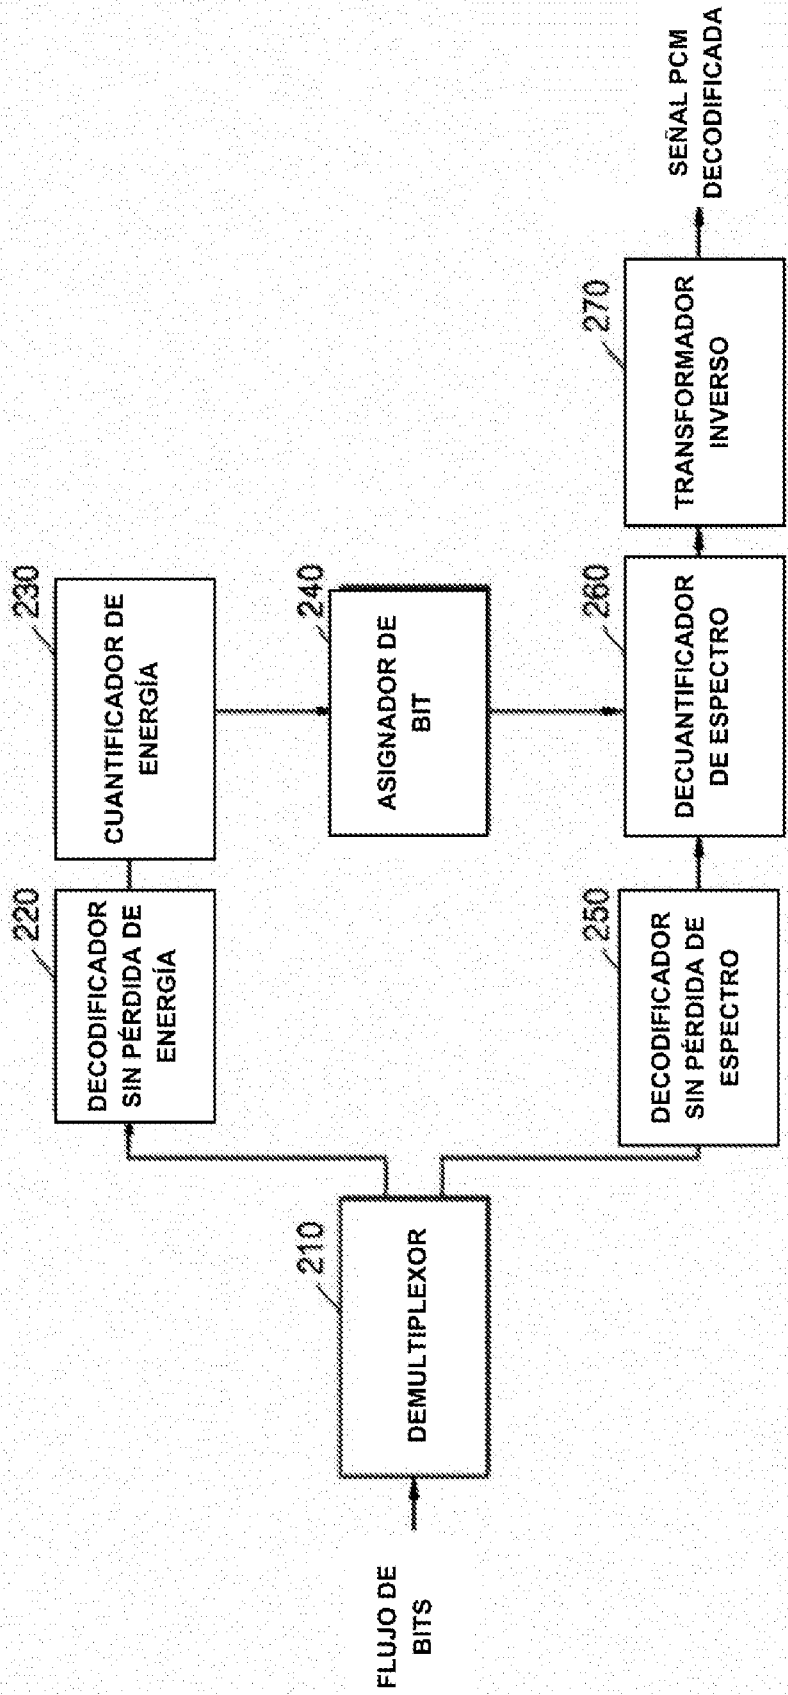 FLUJO DE
BITS
210
DEMULTIPLEXOR
220
DECODIFICADOR
SIN PÉRDIDA DE
ENERGÍA
230
CUANTIFICADOR DE
ENERGÍA
240
ASIGNADOR DE
BIT
250
DECODIFICADOR
SIN PÉRDIDA DE
ESPECTRO
260
DECUANTIFICADOR
DE ESPECTRO
270
TRANSFORMADOR
INVERSO
SEÑAL PCM
DECODIFICADA